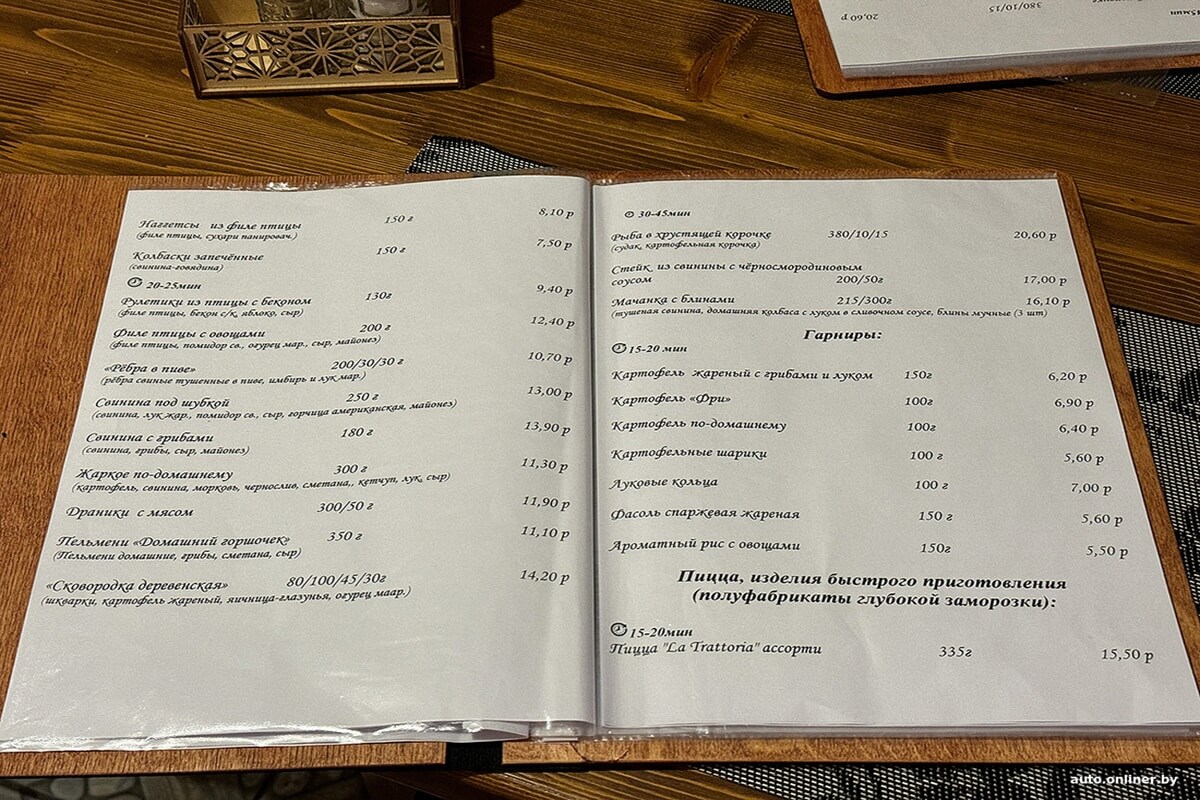 20,60 р 380/10/15
Наггетсы из филе птицы 150 г 8,10 р
(филе птицы, сухари панировач.)
Колбаски запечённые 150 г 7,50 р
(свинина-говядина)
20-25мин
Рулетики из птицы с беконом 130г 9,40 р
(филе птицы, бекон с/к, яблоко, сыр)
Филе птицы с овощами 200 г 12,40 р
(филе птицы, помидор св., огурец мар., сыр, майонез)
«Рёбра в пиве» 200/30/30 г 10,70 р
(рёбра свиные тушенные в пиве, имбирь и лук мар.)
Свинина под шубкой 250 г 13,00 р
(свинина, лук жар., помидор св., сыр, горчица американская, майонез)
Свинина с грибами 180 г 13,90 р
(свинина, грибы, сыр, майонез)
Жаркое по-домашнему 300 г 11,30 р
(картофель, свинина, морковь, чернослив, сметана,, кетчуп, лук, сыр)
Драники с мясом 300/50 г 11,90 р
Пельмени «Домашний горшочек» 350 г 11,10 р
(Пельмени домашние, грибы, сметана, сыр)
«Сковородка деревенская» 80/100/45/30г 14,20 р
(шкварки, картофель жареный, яичница-глазунья, огурец маар.)
30-45мин
Рыба в хрустящей корочке 380/10/15 20,60 р
(судак, картофельная корочка)
Стейк из свинины с чёрносмородиновым
соусом 200/50г 17,00 р
Мачанка с блинами 215/300г 16,10 р
(тушеная свинина, домашняя колбаса с луком в сливочном соусе, блины мучные (3 шт)
Гарниры:
15-20 мин
Картофель жареный с грибами и луком 150г 6,20 р
Картофель «Фри» 100г 6,90 р
Картофель по-домашнему 100г 6,40 р
Картофельные шарики 100 г 5,60 р
Луковые кольца 100 г 7,00 р
Фасоль спаржевая жареная 150 г 5,60 р
Ароматный рис с овощами 150г 5,50 р
Пицца, изделия быстрого приготовления
(полуфабрикаты глубокой заморозки):
15-20мин
Пицца "La Trattoria" ассорти 335г 15,50 р
auto.onliner.by